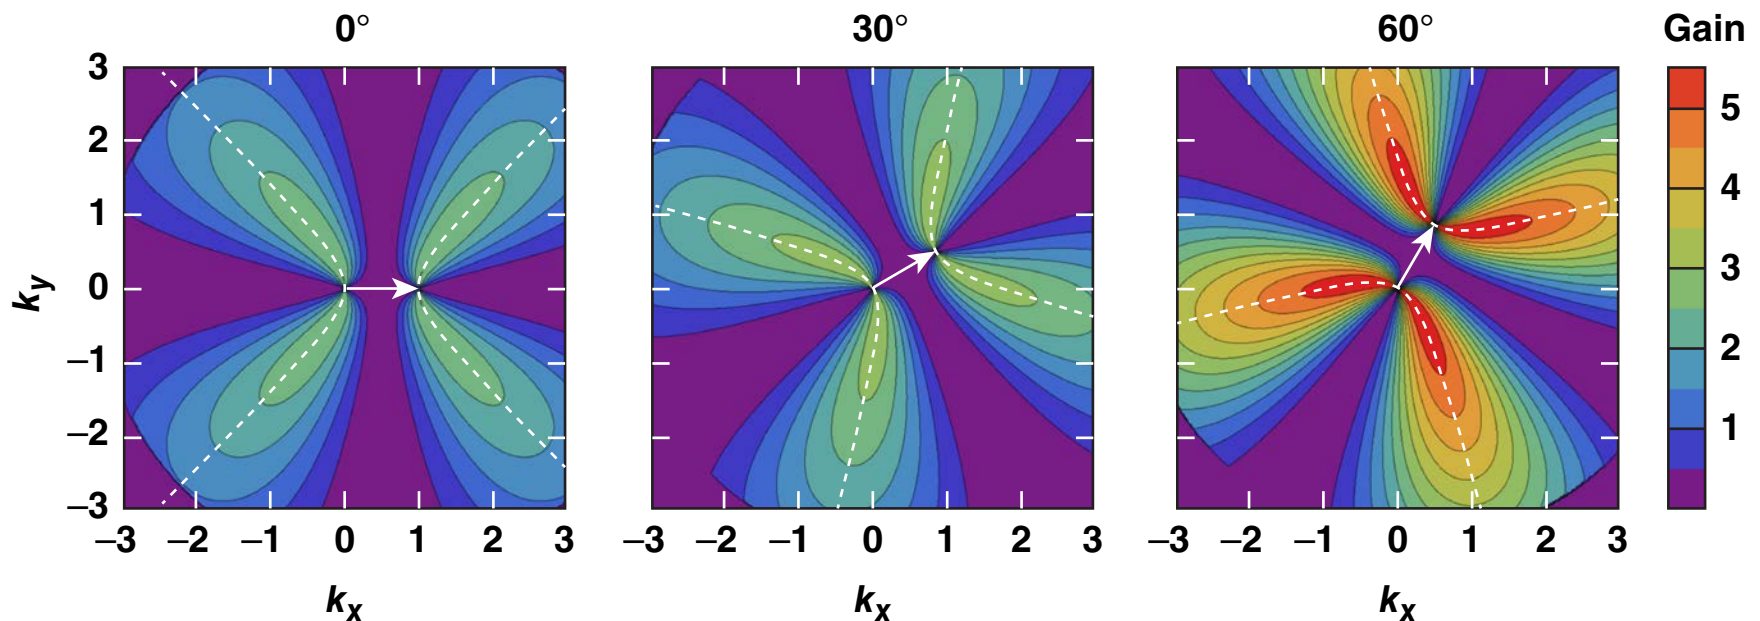 0° 30° 60° Gain
3
2
1
0
–1
–2
–3
ky
–3 –2 –1 0 1 2 3
–3 –2 –1 0 1 2 3
–3 –2 –1 0 1 2 3
kx kx kx
5
4
3
2
1